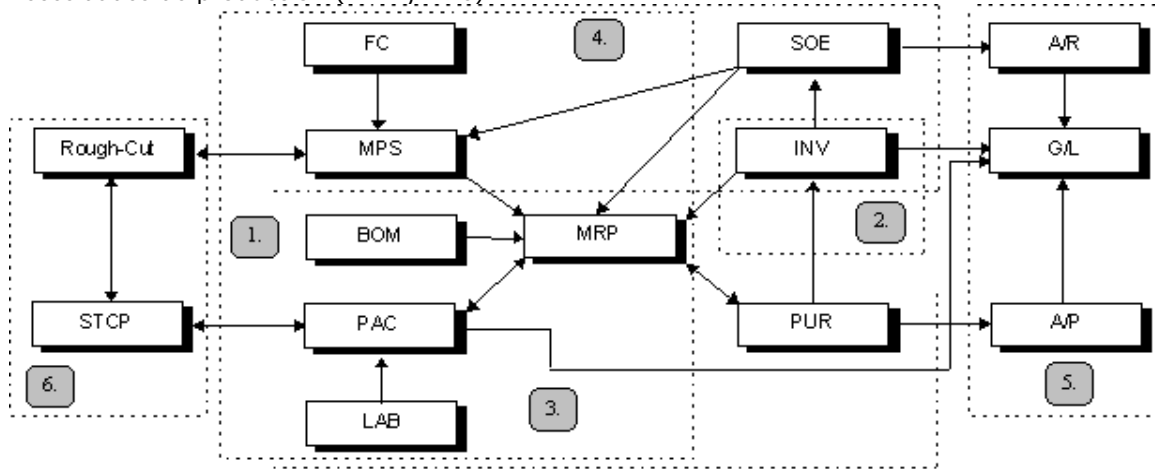 FC
4.
SOE
A/R
Rough-Cut
MPS
INV
G/L
1.
BOM
MRP
2.
STCP
PAC
PUR
A/P
6.
3.
5.
LAB